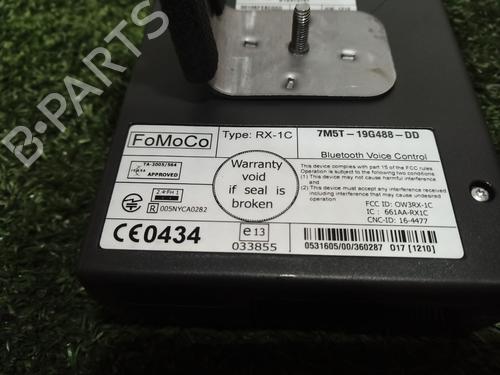 FoMoCo
Type: RX-1C
7M5T-19G488-DD
Bluetooth Voice Control
TA-2005/564
APPROVED
Warranty
void
if seal is
broken
This device complies with part 15 of the FCC rules
Operation is subject to the following two conditions
(1) This device may not cause harmful interference, and
(2) This device must accept any interference received
including interference that may cause undesired operation
2.4-FH 1
R 005NYCA0282
FCC ID: OW3RX-1C
IC : 661AA-RX1C
CNC-ID: 16-4477
CE0434
e13
033855
0531605/00/360287 017 [1210]
B-PARTS